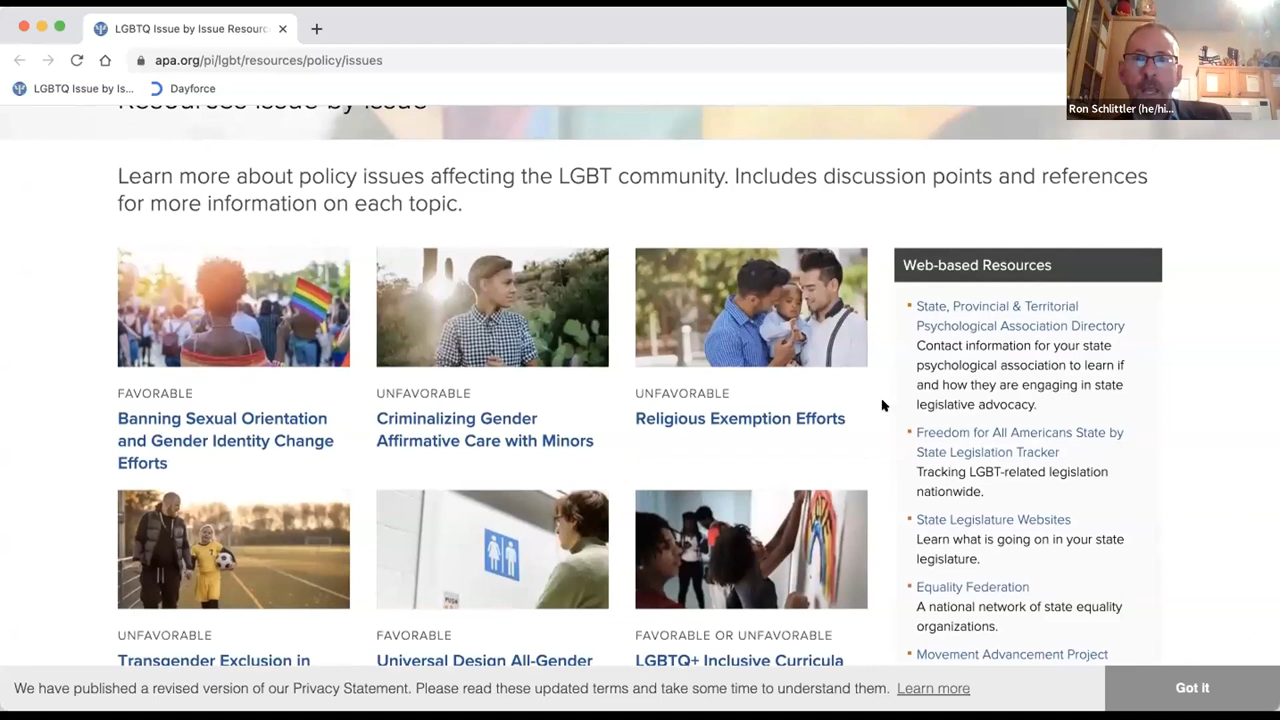 LGBTQ Issue by Issue Resourc
apa.org/pi/lgbt/resources/policy/issues
LGBTQ Issue by Is...
Dayforce
Ron Schlittler (he/hi...
Resources issue by issue
Learn more about policy issues affecting the LGBT community. Includes discussion points and references
for more information on each topic.
FAVORABLE
Banning Sexual Orientation
and Gender Identity Change
Efforts
UNFAVORABLE
Criminalizing Gender
Affirmative Care with Minors
UNFAVORABLE
Religious Exemption Efforts
UNFAVORABLE
Transgender Exclusion in
FAVORABLE
Universal Design All-Gender
FAVORABLE OR UNFAVORABLE
LGBTQ+ Inclusive Curricula
Web-based Resources
State, Provincial & Territorial
Psychological Association Directory
Contact information for your state
psychological association to learn if
and how they are engaging in state
legislative advocacy.
Freedom for All Americans State by
State Legislation Tracker
Tracking LGBT-related legislation
nationwide.
State Legislature Websites
Learn what is going on in your state
legislature.
Equality Federation
A national network of state equality
organizations.
Movement Advancement Project
We have published a revised version of our Privacy Statement. Please read these updated terms and take some time to understand them. Learn more
Got it